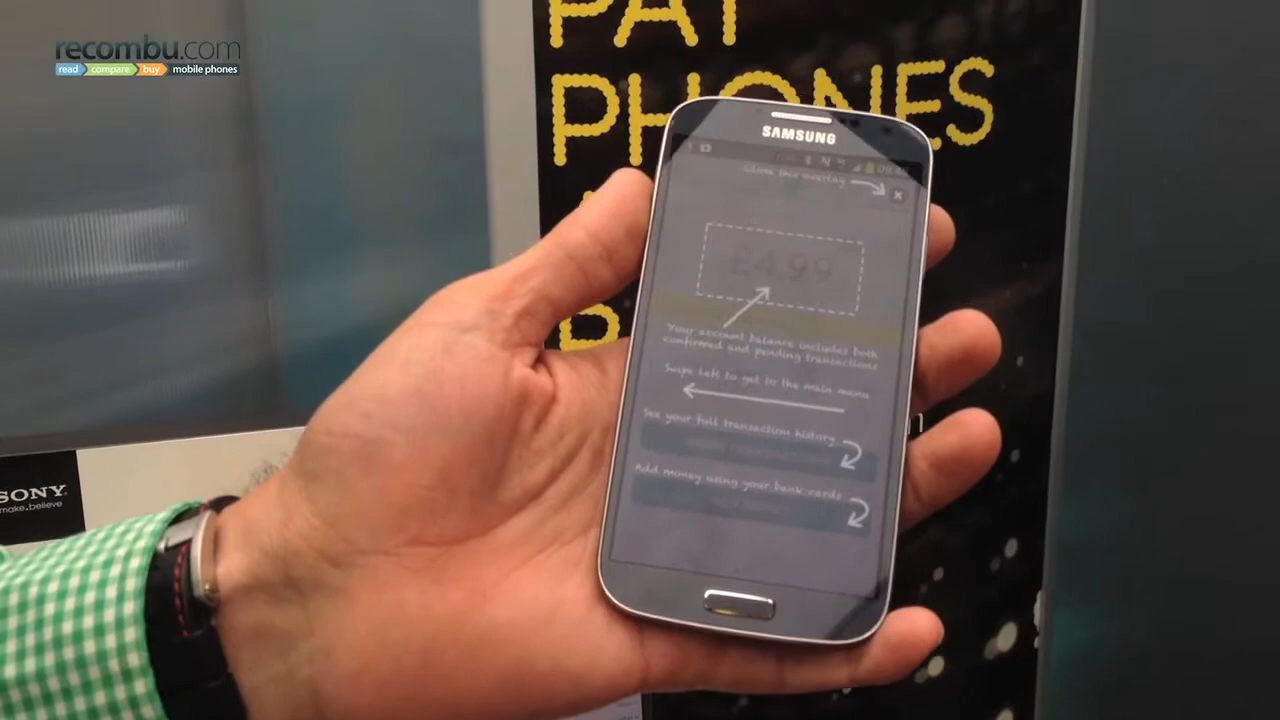 recombu.com
read compare buy mobile phones
PAY
PHONES
SAMSUNG
09:45
Close this overlay
£4.99
Your account balance includes both
confirmed and pending transactions
Swipe left to get to the main menu
See your full transaction history
Add money using your bank cards
SONY
make.believe